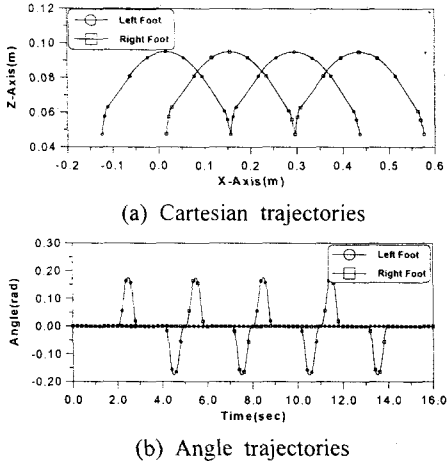 0.12
Left Foot
Right Foot
0.10
Z-Axis(m)
0.08
0.06
0.04
-0.2 -0.1 0.0 0.1 0.2 0.3 0.4 0.5 0.6
X-Axis(m)
(a) Cartesian trajectories
0.30
Left Foot
Right Foot
0.20
0.10
Angle(rad)
0.00
-0.10
-0.20
0.0 2.0 4.0 6.0 8.0 10.0 12.0 14.0 16.0
Time(sec)
(b) Angle trajectories